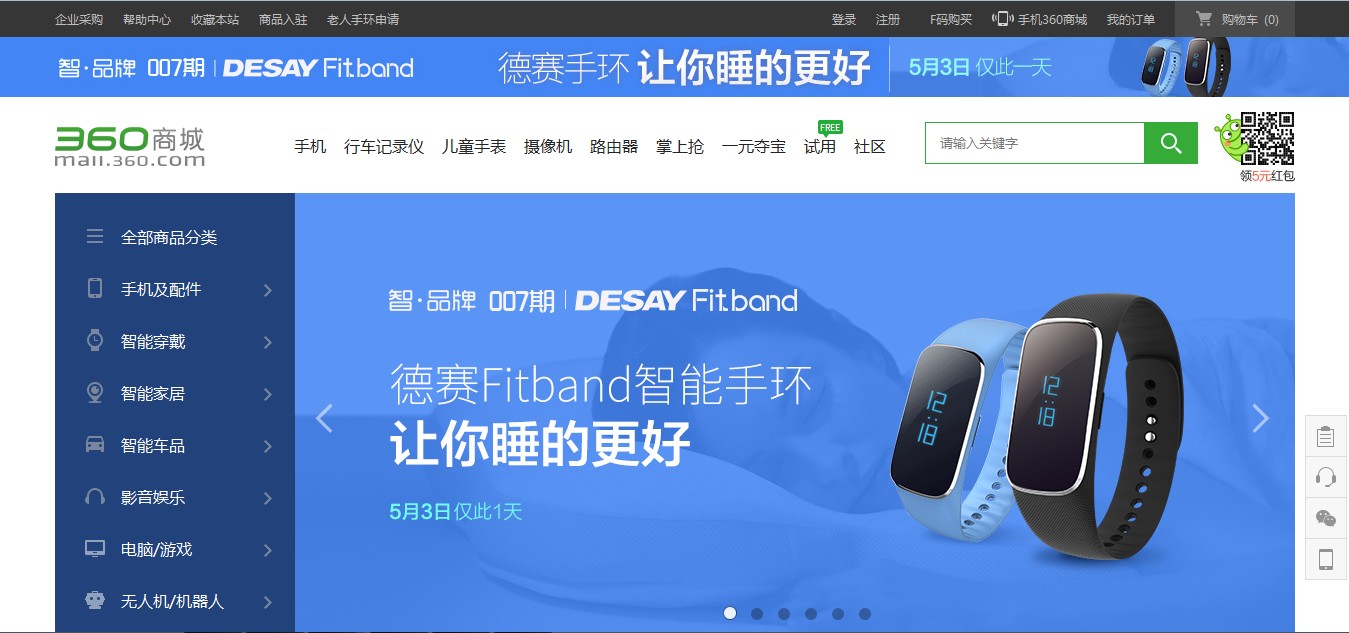 企业采购 帮助中心 收藏本站 商品入驻 老人手环申请 登录 注册 F码购买 手机360商城 我的订单 购物车 (0)
智·品牌 007期 | DESAY Fitband 德赛手环 让你睡的更好 5月3日 仅此一天
360商城
mall.360.com
手机 行车记录仪 儿童手表 摄像机 路由器 掌上抢 一元夺宝 试用 FREE 社区
请输入关键字
领5元红包
全部商品分类
手机及配件
智能穿戴
智能家居
智能车品
影音娱乐
电脑/游戏
无人机/机器人
智·品牌 007期 | DESAY Fitband
德赛Fitband智能手环
让你睡的更好
5月3日仅此1天
12
18
12
18